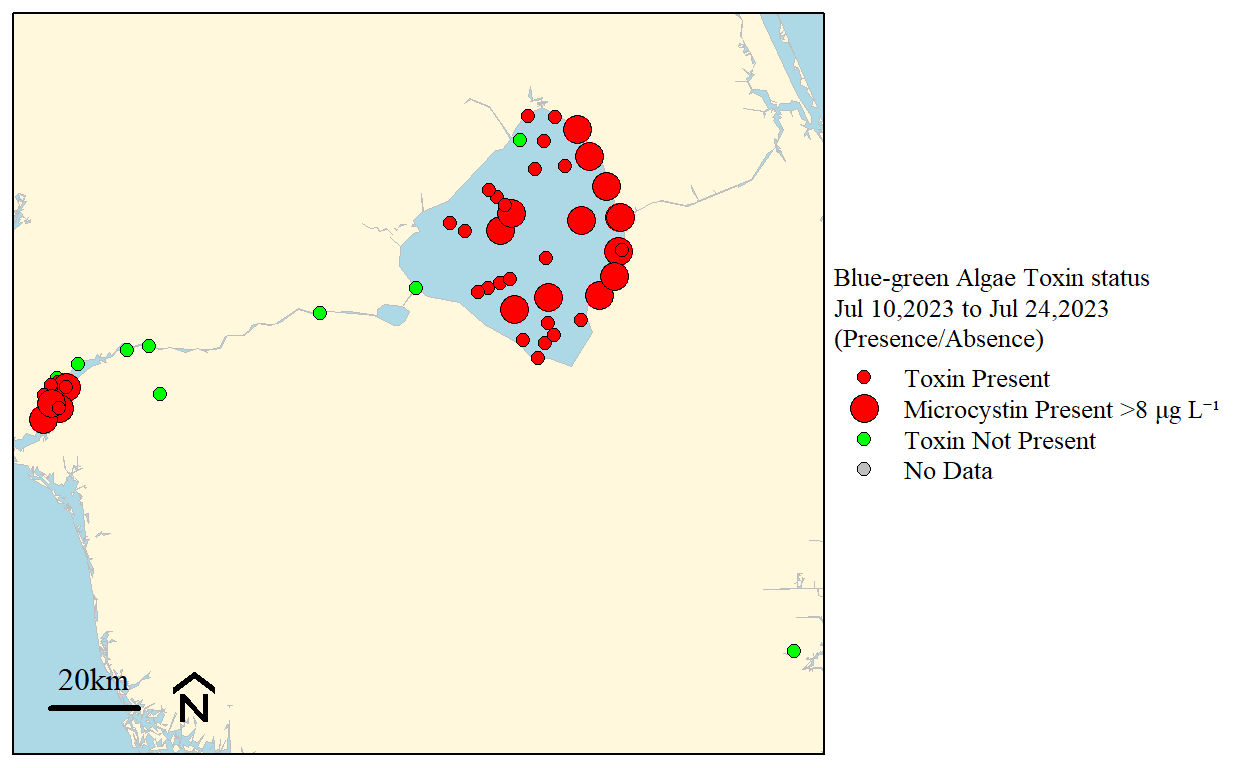 Blue-green Algae Toxin status
Jul 10,2023 to Jul 24,2023
(Presence/Absence)
Toxin Present
Microcystin Present >8 μg L⁻¹
Toxin Not Present
No Data
20km
N